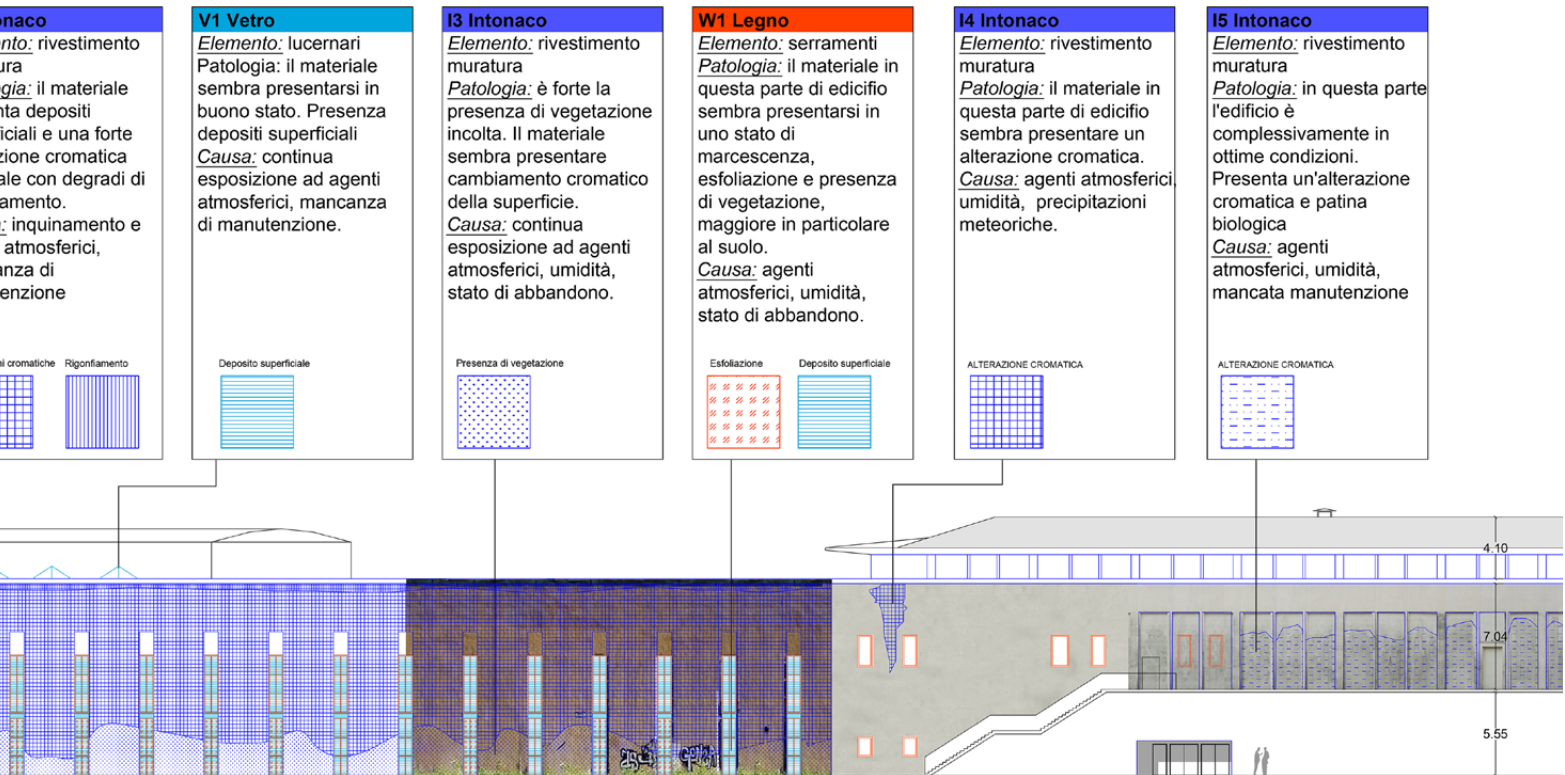 onaco
ento: rivestimento
ura
gia: il materiale
nta depositi
iciali e una forte
zione cromatica
ale con degradi di
amento.
: inquinamento e
atmosferici,
anza di
enzione
ni cromatiche Rigonfiamento
V1 Vetro
Elemento: lucernari
Patologia: il materiale
sembra presentarsi in
buono stato. Presenza
depositi superficiali
Causa: continua
esposizione ad agenti
atmosferici, mancanza
di manutenzione.
Deposito superficiale
I3 Intonaco
Elemento: rivestimento
muratura
Patologia: è forte la
presenza di vegetazione
incolta. Il materiale
sembra presentare
cambiamento cromatico
della superficie.
Causa: continua
esposizione ad agenti
atmosferici, umidità,
stato di abbandono.
Presenza di vegetazione
W1 Legno
Elemento: serramenti
Patologia: il materiale in
questa parte di edicifio
sembra presentarsi in
uno stato di
marcescenza,
esfoliazione e presenza
di vegetazione,
maggiore in particolare
al suolo.
Causa: agenti
atmosferici, umidità,
stato di abbandono.
Esfoliazione Deposito superficiale
I4 Intonaco
Elemento: rivestimento
muratura
Patologia: il materiale in
questa parte di edificio
sembra presentare un
alterazione cromatica.
Causa: agenti atmosferici,
umidità, precipitazioni
meteoriche.
ALTERAZIONE CROMATICA
I5 Intonaco
Elemento: rivestimento
muratura
Patologia: in questa parte
l'edificio è
complessivamente in
ottime condizioni.
Presenta un'alterazione
cromatica e patina
biologica
Causa: agenti
atmosferici, umidità,
mancata manutenzione
ALTERAZIONE CROMATICA
4.10
7.04
5.55